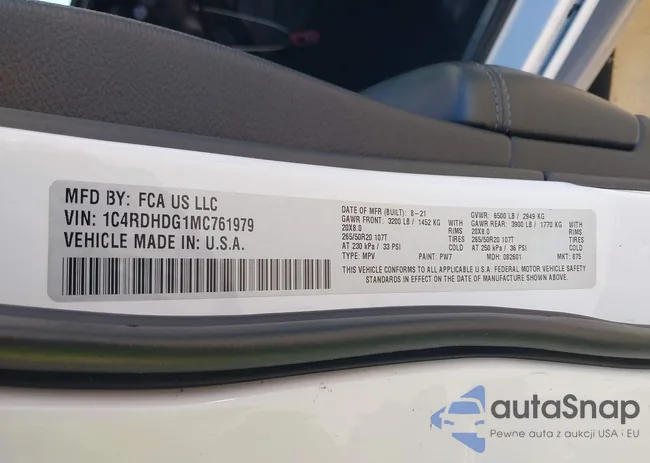 MFD BY: FCA US LLC
VIN: 1C4RDHDG1MC761979
VEHICLE MADE IN: U.S.A.
DATE OF MFR (BUILT): 8-21
GVWR: 6500 LB / 2949 KG
GAWR FRONT: 3200 LB / 1452 KG WITH
GAWR REAR: 3900 LB / 1770 KG WITH
20X8.0 RIMS
20X8.0 RIMS
265/50R20 107T TIRES
265/50R20 107T TIRES
AT 230 kPa / 33 PSI COLD
AT 250 kPa / 36 PSI COLD
TYPE: MPV PAINT: PW7 MDH: 082601 MKT: 875
THIS VEHICLE CONFORMS TO ALL APPLICABLE U.S.A. FEDERAL MOTOR VEHICLE SAFETY
STANDARDS IN EFFECT ON THE DATE OF MANUFACTURE SHOWN ABOVE.
autaSnap
Pewne auta z aukcji USA i EU